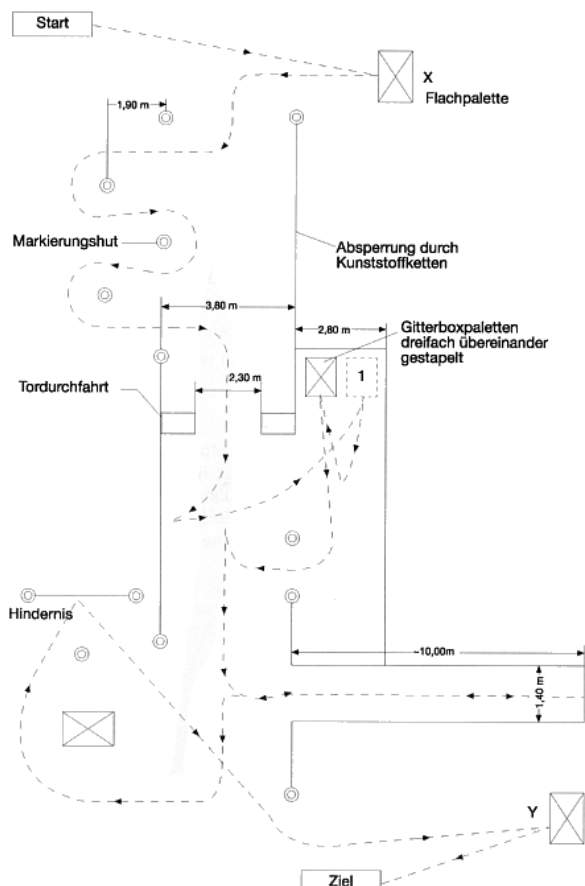 Start
X
Flachpalette
1,90 m
Markierungshut
Absperrung durch
Kunststoffketten
3,80 m
2,80 m
Gitterboxpaletten
dreifach übereinander
gestapelt
2,30 m
1
Tordurchfahrt
Hindernis
~10,00m
1,40 m
Y
Ziel